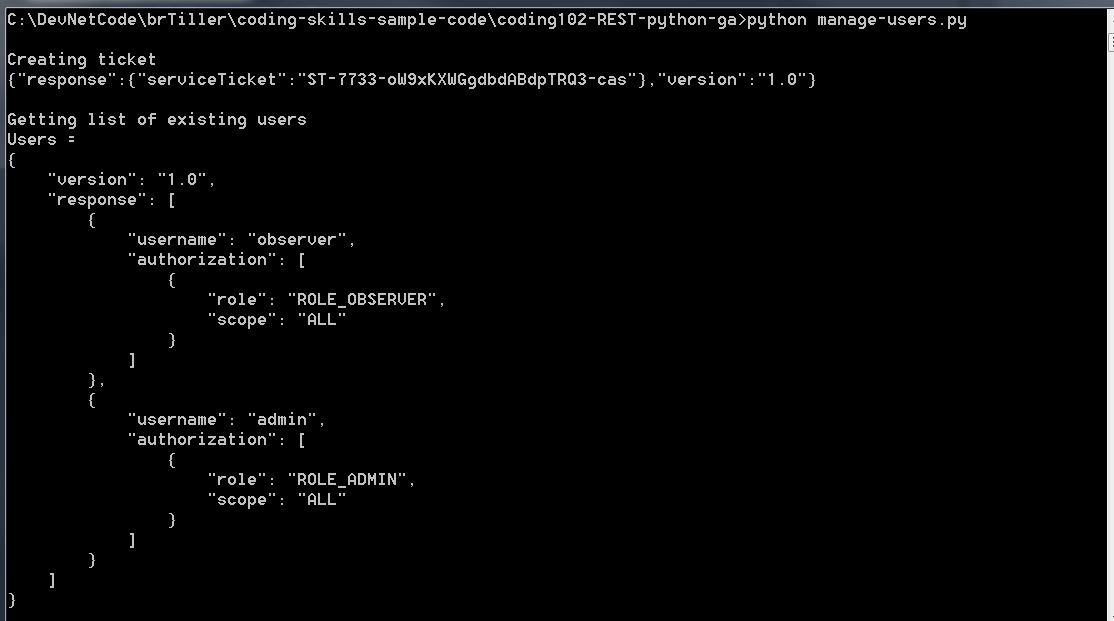 C:\DevNetCode\brTiller\coding-skills-sample-code\coding102-REST-python-ga>python manage-users.py
Creating ticket
{"response":{"serviceTicket":"ST-7733-oW9xKXWGgdbdABdpTRQ3-cas"},"version":"1.0"}
Getting list of existing users
Users =
{
    "version": "1.0",
    "response": [
        {
            "username": "observer",
            "authorization": [
                {
                    "role": "ROLE_OBSERVER",
                    "scope": "ALL"
                }
            ]
        },
        {
            "username": "admin",
            "authorization": [
                {
                    "role": "ROLE_ADMIN",
                    "scope": "ALL"
                }
            ]
        }
    ]
}